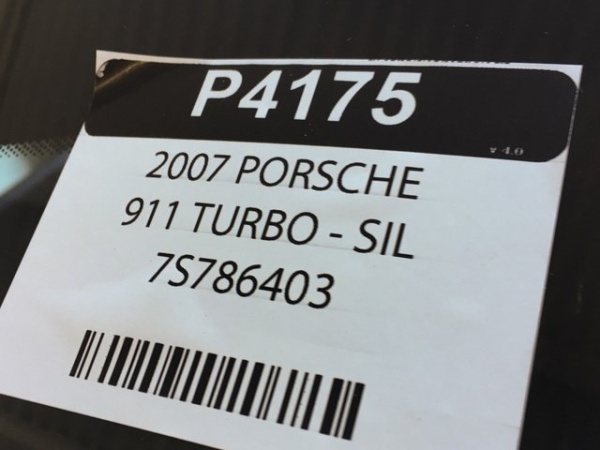 P4175
v 4.0
2007 PORSCHE
911 TURBO - SIL
7S786403